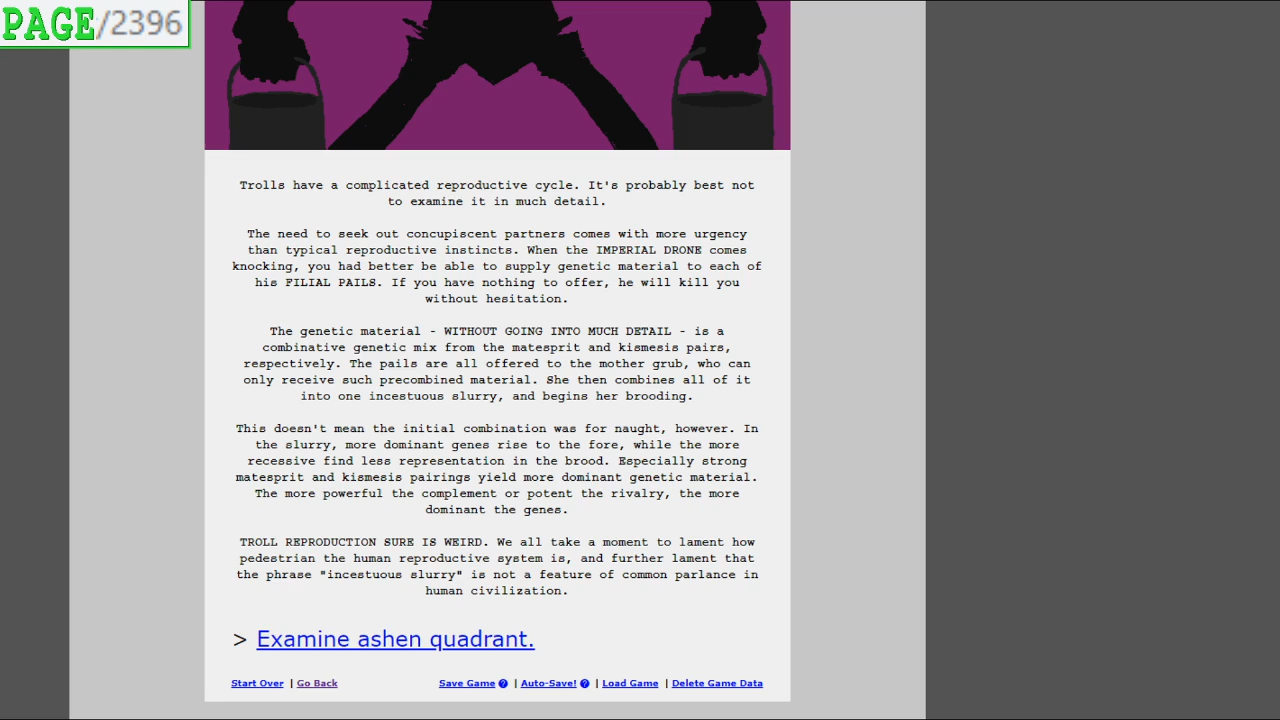 PAGE/2396
Trolls have a complicated reproductive cycle. It's probably best not
to examine it in much detail.
The need to seek out concupiscent partners comes with more urgency
than typical reproductive instincts. When the IMPERIAL DRONE comes
knocking, you had better be able to supply genetic material to each of
his FILIAL PAILS. If you have nothing to offer, he will kill you
without hesitation.
The genetic material - WITHOUT GOING INTO MUCH DETAIL - is a
combinative genetic mix from the matesprit and kismesis pairs,
respectively. The pails are all offered to the mother grub, who can
only receive such precombined material. She then combines all of it
into one incestuous slurry, and begins her brooding.
This doesn't mean the initial combination was for naught, however. In
the slurry, more dominant genes rise to the fore, while the more
recessive find less representation in the brood. Especially strong
matesprit and kismesis pairings yield more dominant genetic material.
The more powerful the complement or potent the rivalry, the more
dominant the genes.
TROLL REPRODUCTION SURE IS WEIRD. We all take a moment to lament how
pedestrian the human reproductive system is, and further lament that
the phrase "incestuous slurry" is not a feature of common parlance in
human civilization.
> Examine ashen quadrant.
Start Over | Go Back Save Game ? | Auto-Save! ? | Load Game | Delete Game Data